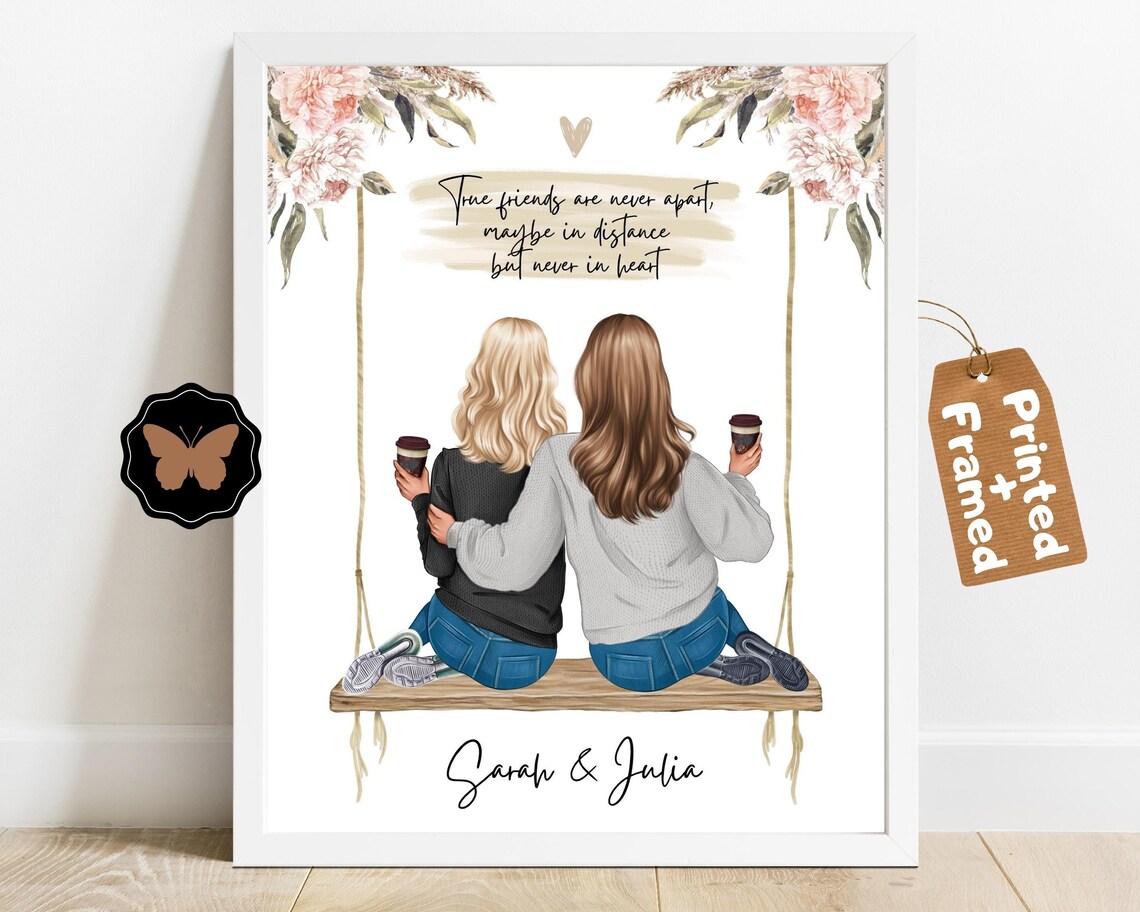 True friends are never apart,
maybe in distance
but never in heart
Sarah & Julia
Printed
+
Framed